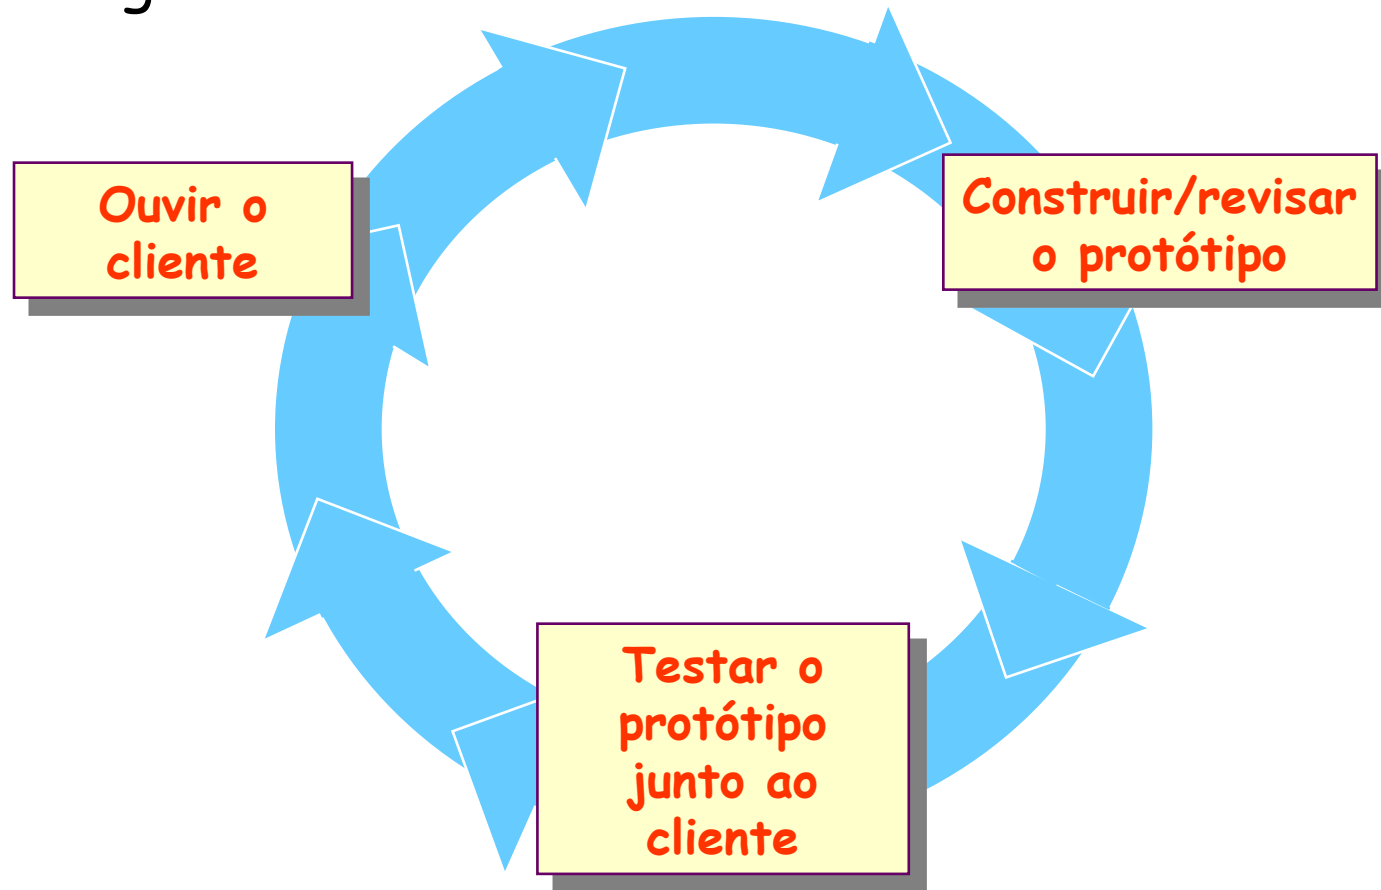 Ouvir o
cliente
Construir/revisar
o protótipo
Testar o
protótipo
junto ao
cliente